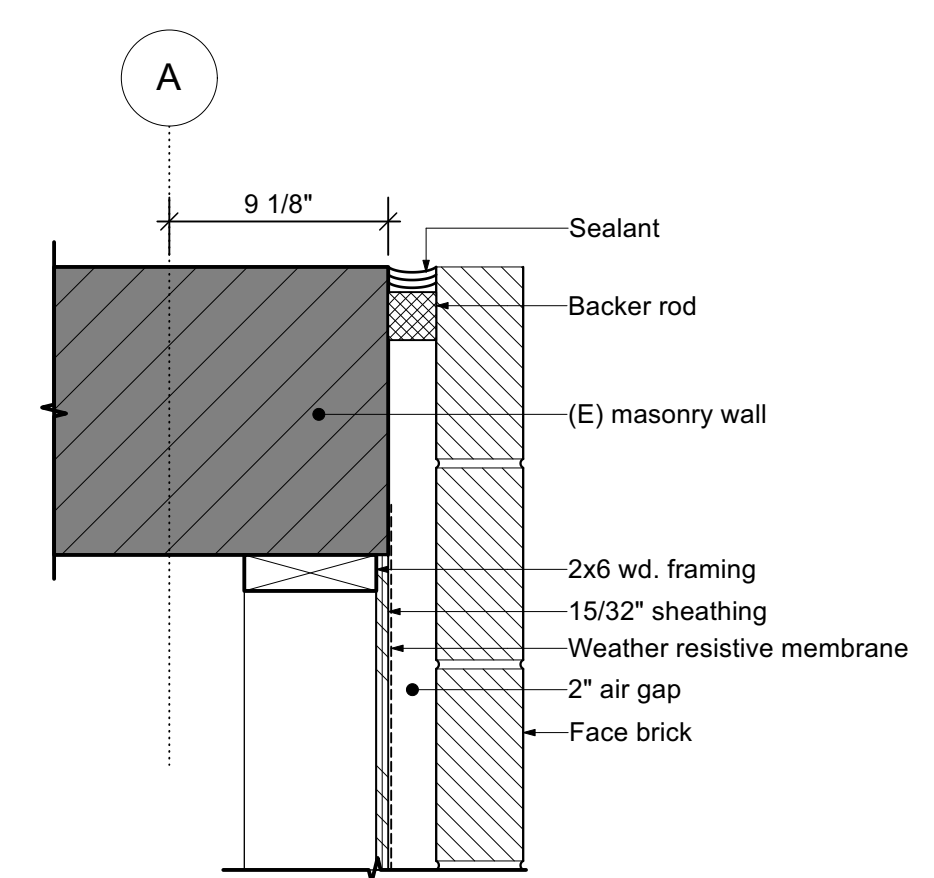 A
9 1/8"
Sealant
Backer rod
(E) masonry wall
2x6 wd. framing
15/32" sheathing
Weather resistive membrane
2" air gap
Face brick